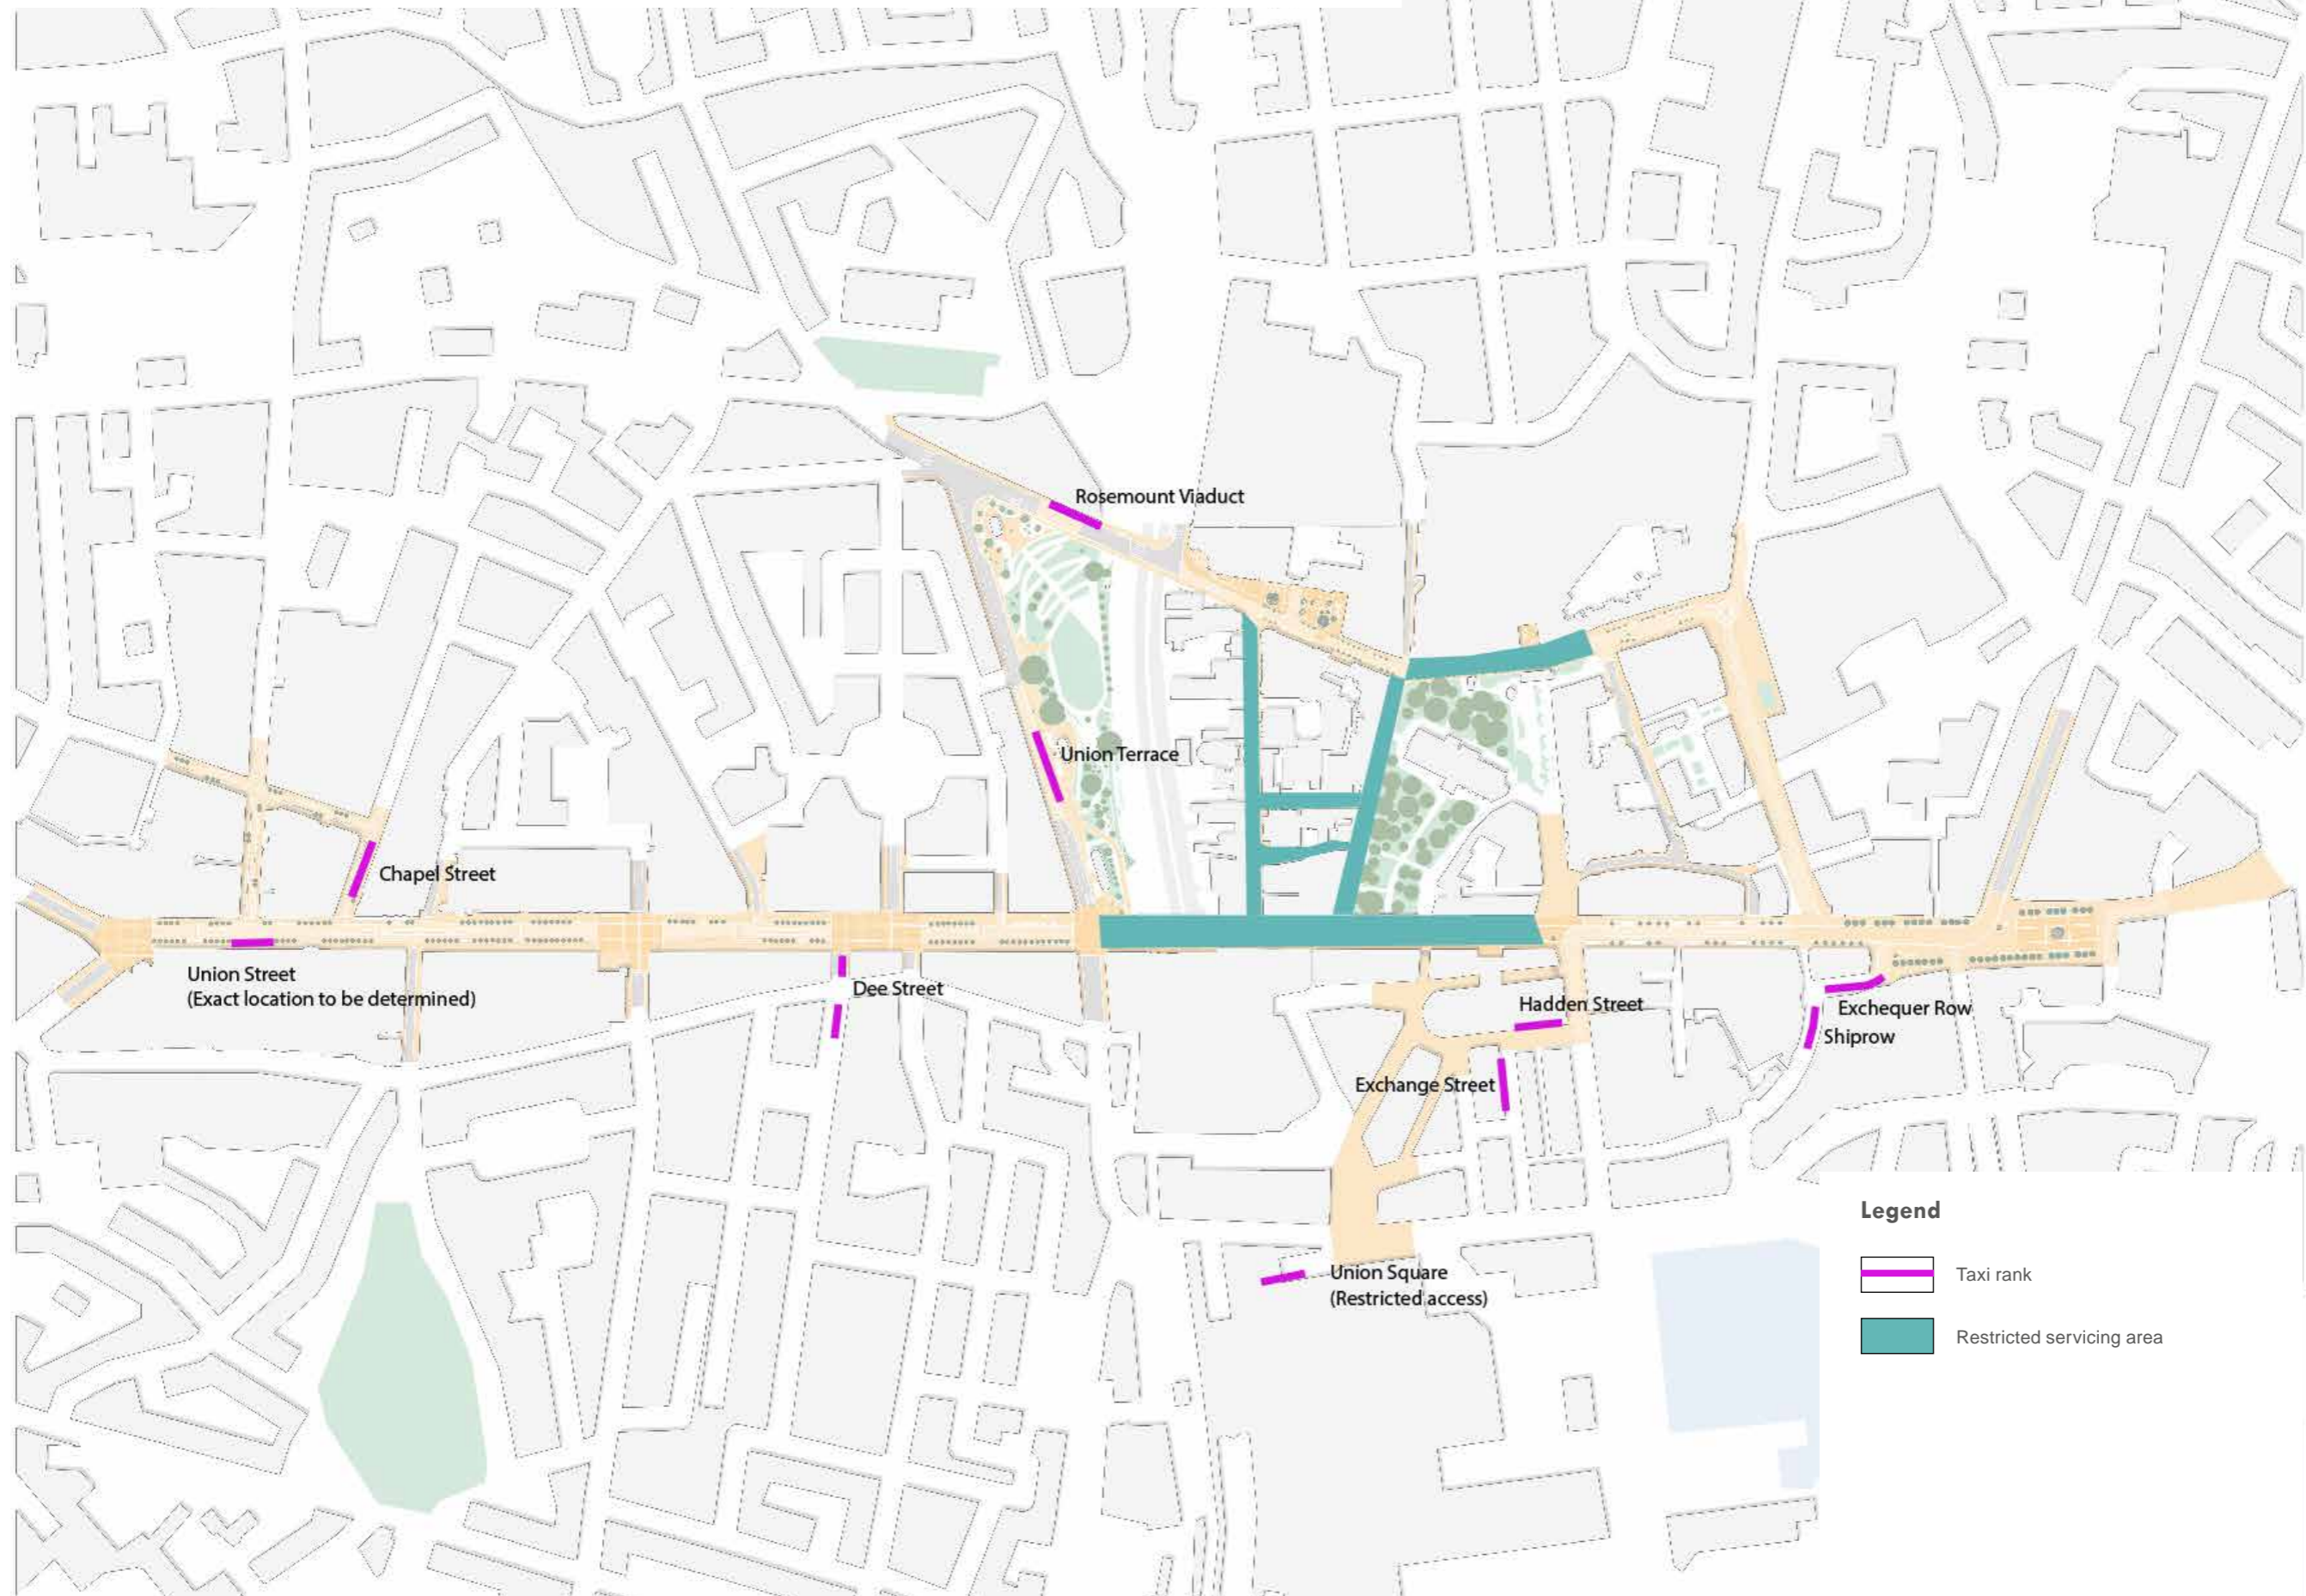 Rosemount Viaduct
Union Terrace
Chapel Street
Union Street
(Exact location to be determined)
Dee Street
Hadden Street
Exchequer Row
Shiprow
Exchange Street
Union Square
(Restricted access)
Legend
Taxi rank
Restricted servicing area